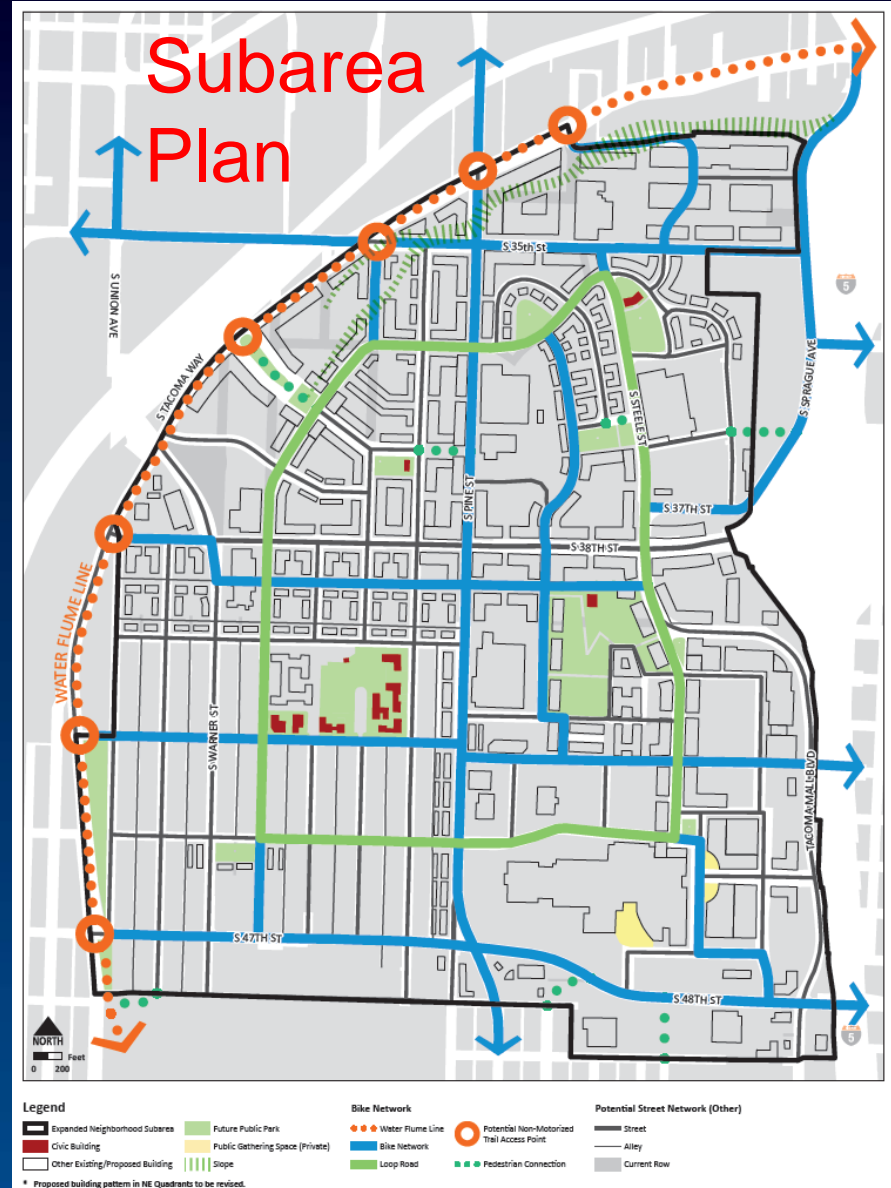 Subarea
Plan
S 35th St
5
S UNION AVE
S TACOMA WAY
S SPRAGUE AVE
S STEELE ST
S PINE ST
S 37TH ST
S 38TH ST
WATER FLUME LINE
S WARNER ST
TACOMA MALL BLVD
S 47TH ST
S 48TH ST
5
NORTH
Feet
0 200
Legend
Expanded Neighborhood Subarea
Civic Building
Other Existing/Proposed Building
Future Public Park
Public Gathering Space (Private)
Slope
Bike Network
Water Flume Line
Bike Network
Loop Road
Potential Non-Motorized
Trail Access Point
Pedestrian Connection
Potential Street Network (Other)
Street
Alley
Current Row
* Proposed building pattern in NE Quadrants to be revised.